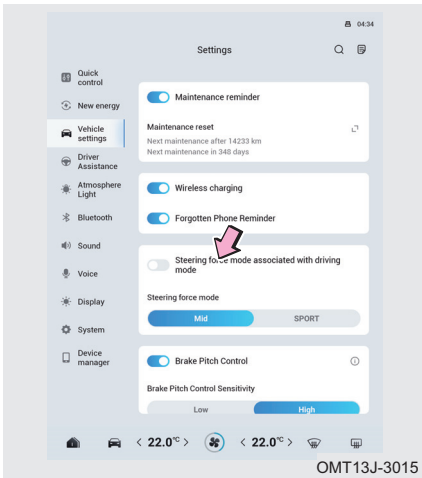 04:34
Settings
Quick
control
New energy
Vehicle
settings
Driver
Assistance
Atmosphere
Light
Bluetooth
Sound
Voice
Display
System
Device
manager
Maintenance reminder
Maintenance reset
Next maintenance after 14233 km
Next maintenance in 348 days
Wireless charging
Forgotten Phone Reminder
Steering force mode associated with driving
mode
Steering force mode
Mid SPORT
Brake Pitch Control
Brake Pitch Control Sensitivity
Low High
< 22.0°C > < 22.0°C >
OMT13J-3015